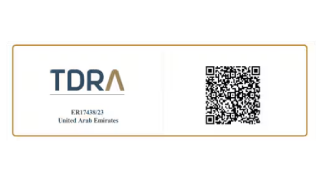 TDRA
ER17438/23
United Arab Emirates